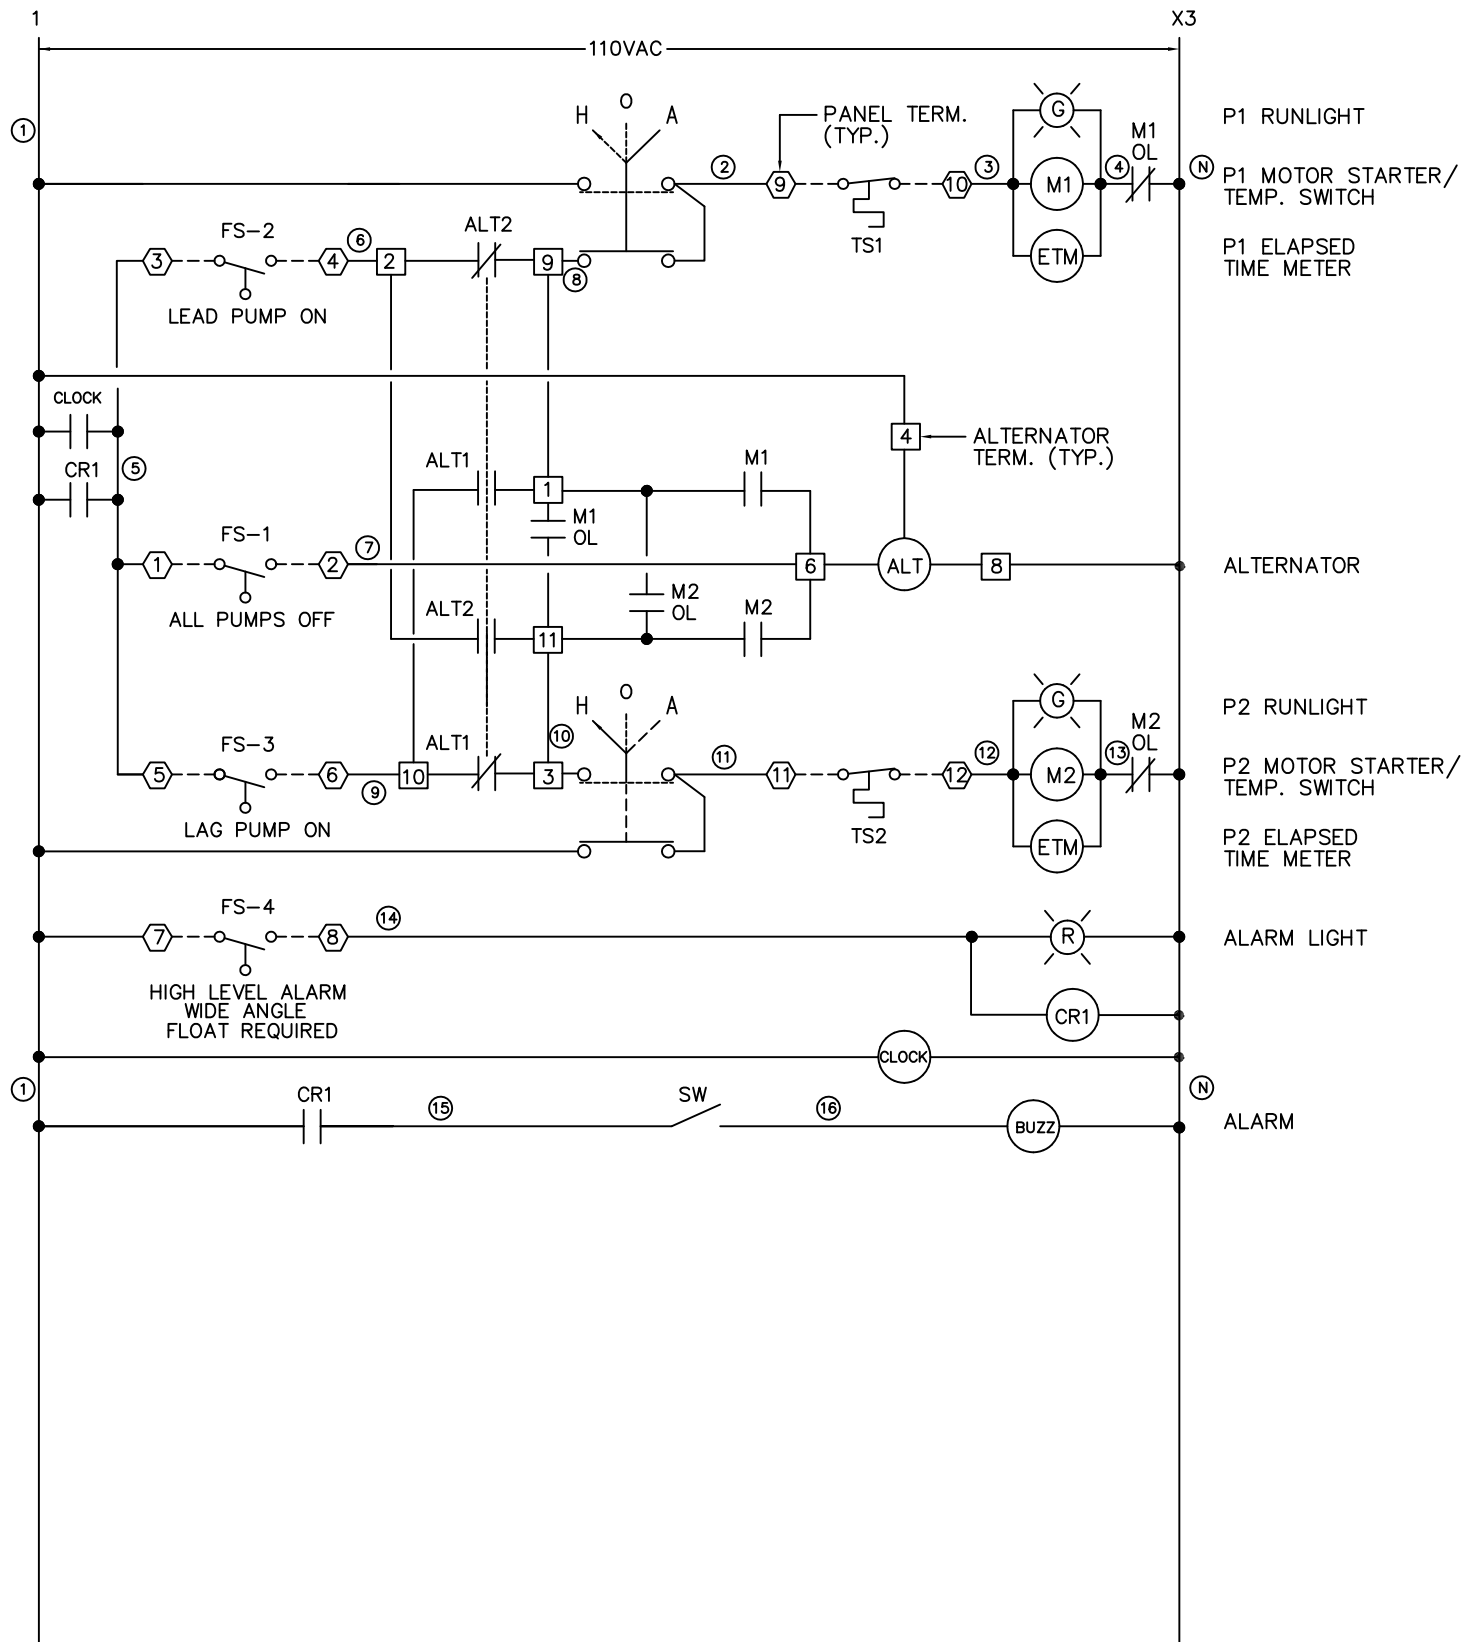 1
X3
110VAC
1
H
O
A
PANEL TERM.
(TYP.)
2
9
TS1
10
3
G
M1
ETM
4
M1
OL
N
P1 RUNLIGHT
P1 MOTOR STARTER/
TEMP. SWITCH
P1 ELAPSED
TIME METER
3
FS-2
LEAD PUMP ON
4
6
2
ALT2
9
8
CLOCK
CR1
5
4
ALTERNATOR
TERM. (TYP.)
ALT1
1
M1
OL
M1
1
FS-1
ALL PUMPS OFF
2
7
6
ALT
8
ALTERNATOR
ALT2
11
M2
OL
M2
5
FS-3
LAG PUMP ON
6
9
10
ALT1
3
10
H
O
A
11
11
TS2
12
12
G
M2
ETM
13
M2
OL
P2 RUNLIGHT
P2 MOTOR STARTER/
TEMP. SWITCH
P2 ELAPSED
TIME METER
7
FS-4
HIGH LEVEL ALARM
WIDE ANGLE
FLOAT REQUIRED
8
14
R
ALARM LIGHT
CR1
CLOCK
1
N
CR1
15
SW
16
BUZZ
ALARM